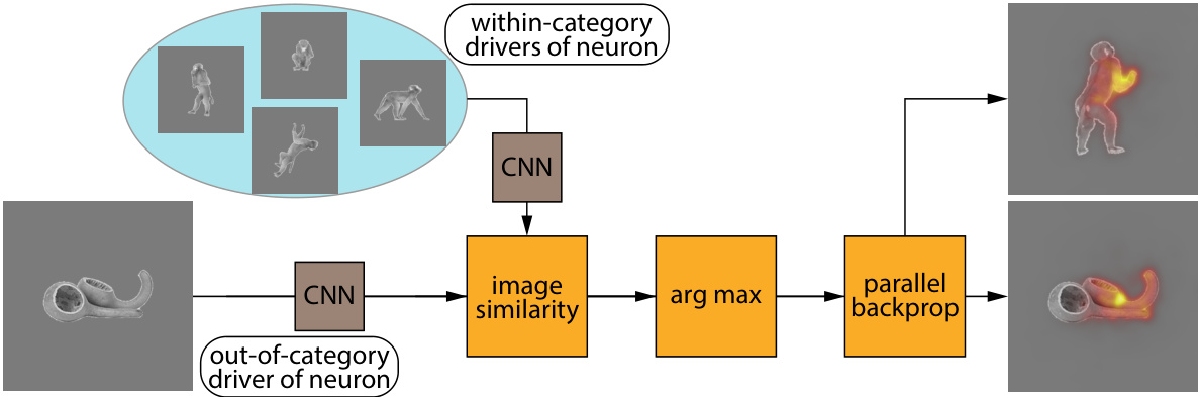 within-category
drivers of neuron
CNN
CNN
image
similarity
arg max
parallel
backprop
out-of-category
driver of neuron